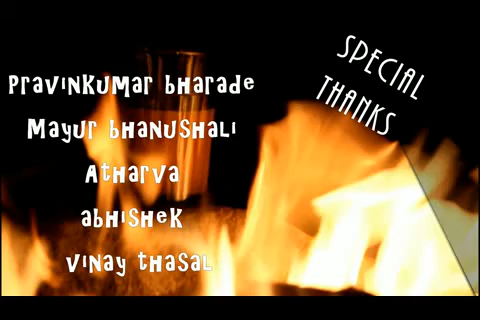 SPECIAL
THANKS
Pravinkumar bharade
Mayur bhanushali
Atharva
abhishek
vinay thasal